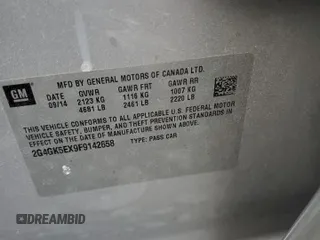 GM
MFD BY GENERAL MOTORS OF CANADA LTD.
DATE GVWR GAWR FRT GAWR RR
09/14 2123 KG 1116 KG 1007 KG
4681 LB 2461 LB 2220 LB
THIS VEHICLE CONFORMS TO ALL APPLICABLE U.S. FEDERAL MOTOR
VEHICLE SAFETY, BUMPER, AND THEFT PREVENTION STANDARDS
IN EFFECT ON THE DATE OF MANUFACTURE SHOWN ABOVE.
2G4GK5EX9F9142658 TYPE: PASS CAR
DREAMBID